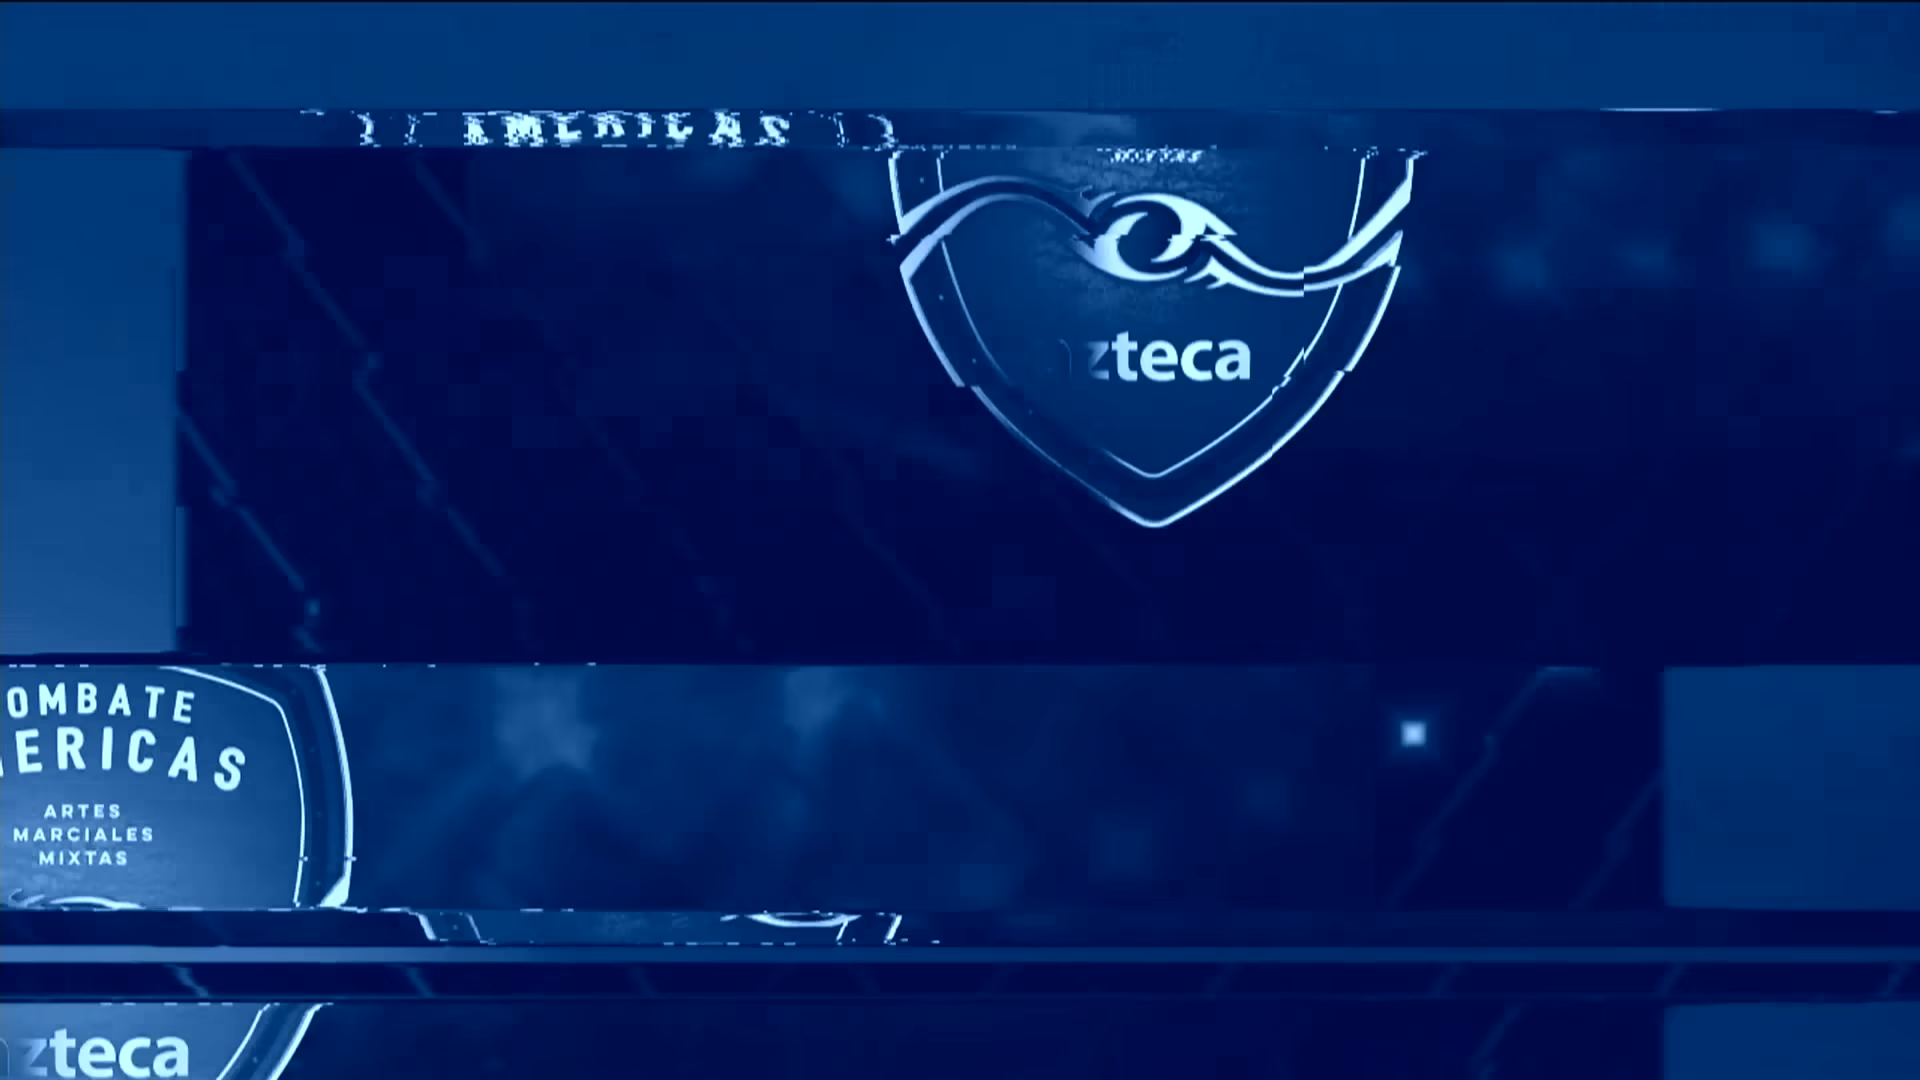 AMERICAS
zteca
OMBATE
ERICAS
ARTES
MARCIALES
MIXTAS
zteca